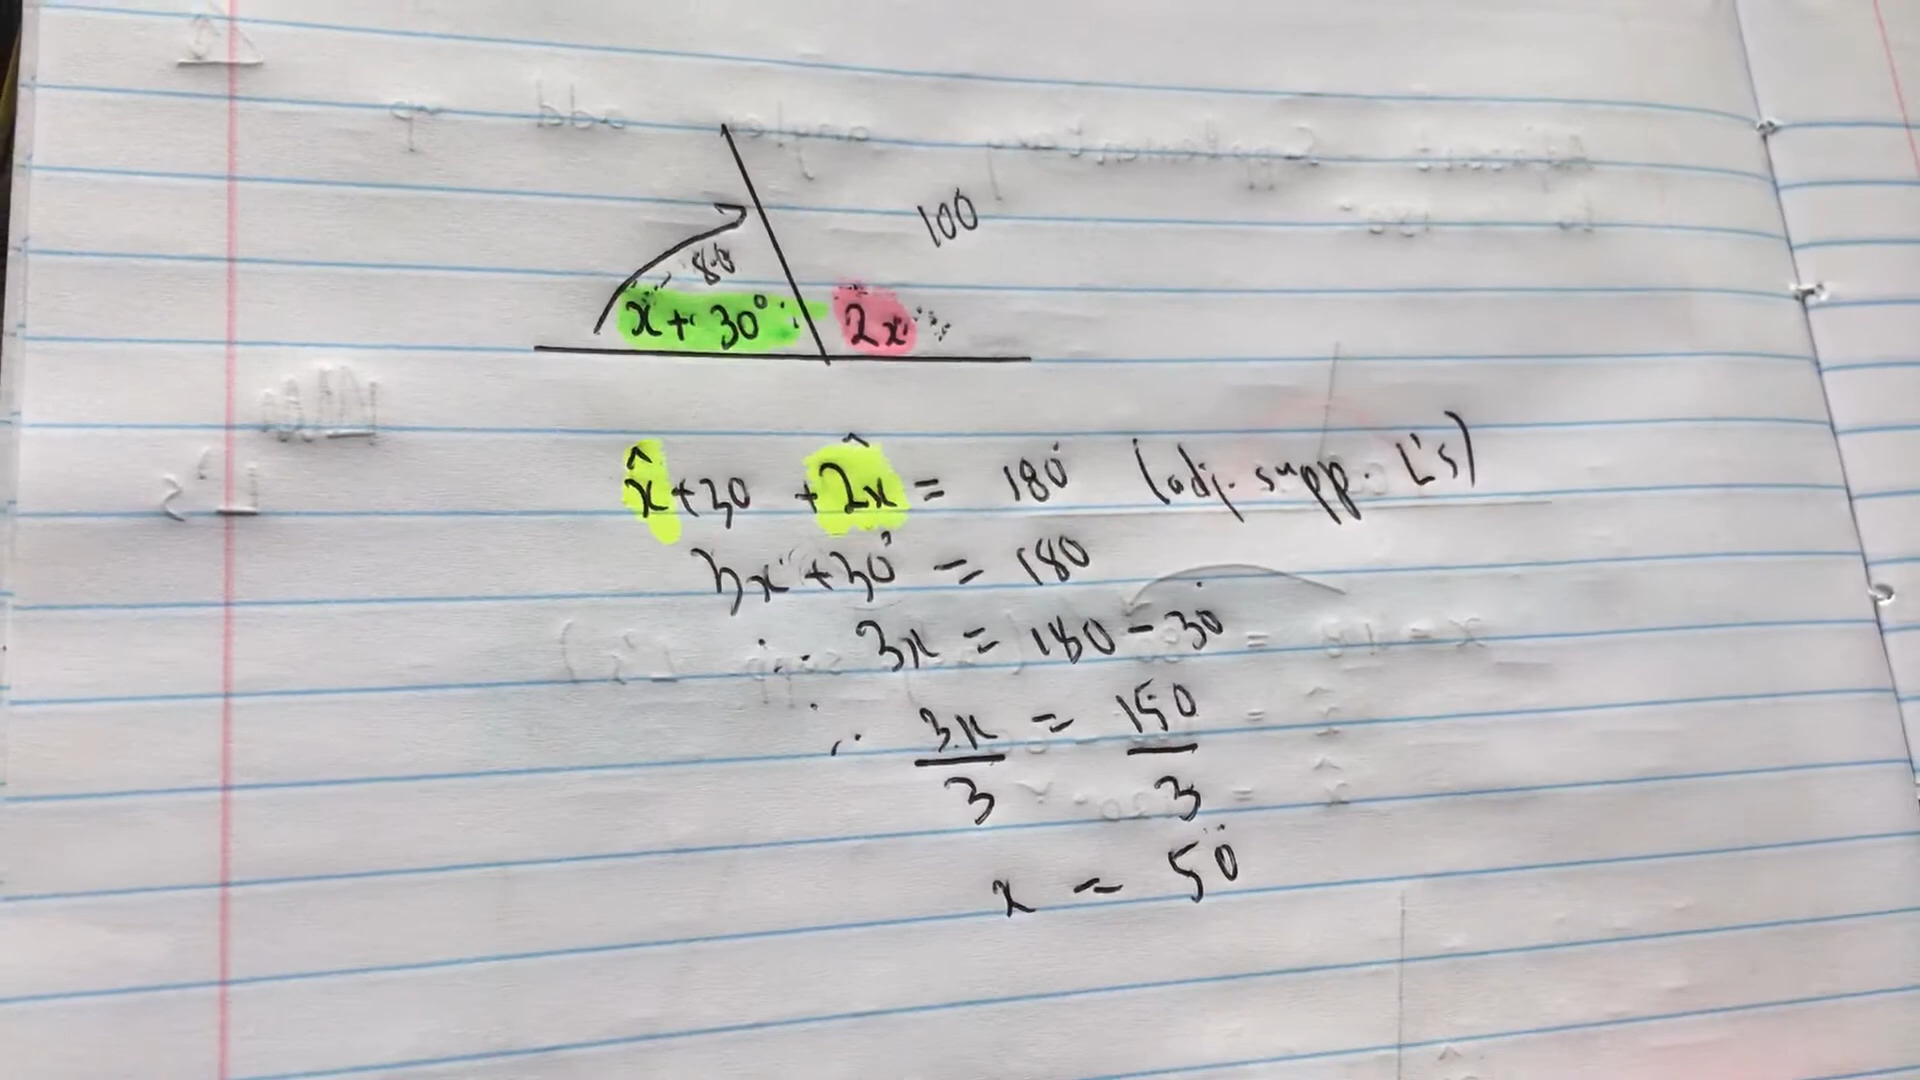 100
80
x + 30° 2x
x̂ + 30 + 2x̂ = 180° (adj. supp. L's)
3x + 30° = 180
∴ 3x = 180 - 30°
∴ 3x = 150
3 3
x = 50°